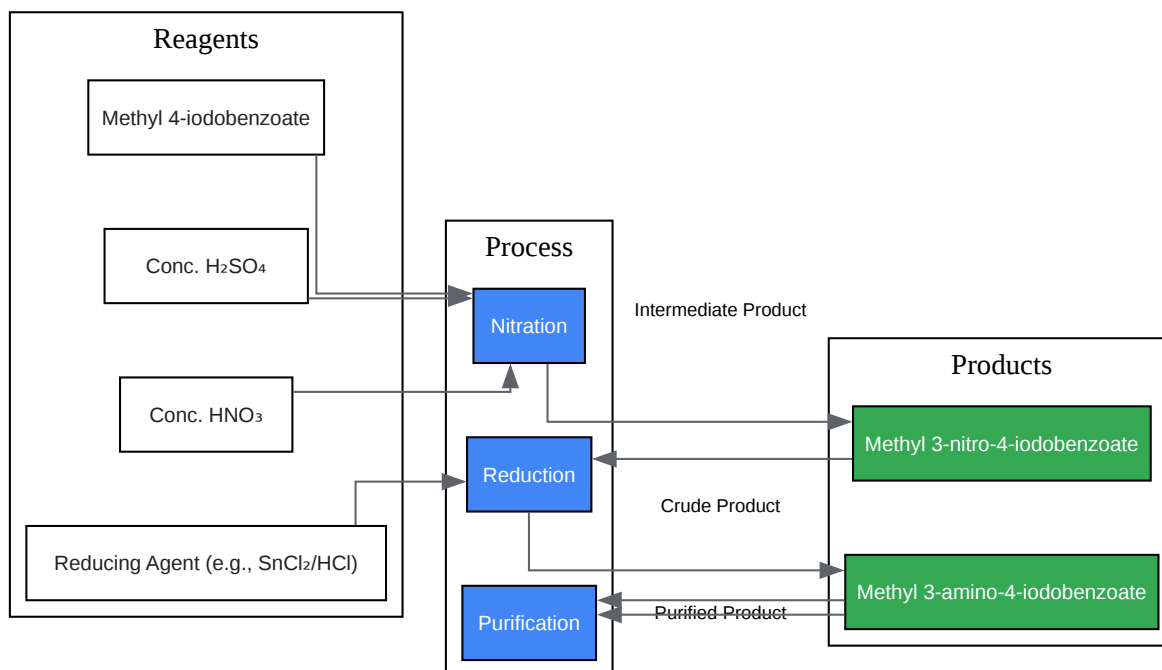 Reagents
Methyl 4-iodobenzoate
Conc. H₂SO₄
Conc. HNO₃
Reducing Agent (e.g., SnCl₂/HCl)
Process
Nitration
Reduction
Purification
Intermediate Product
Crude Product
Purified Product
Products
Methyl 3-nitro-4-iodobenzoate
Methyl 3-amino-4-iodobenzoate